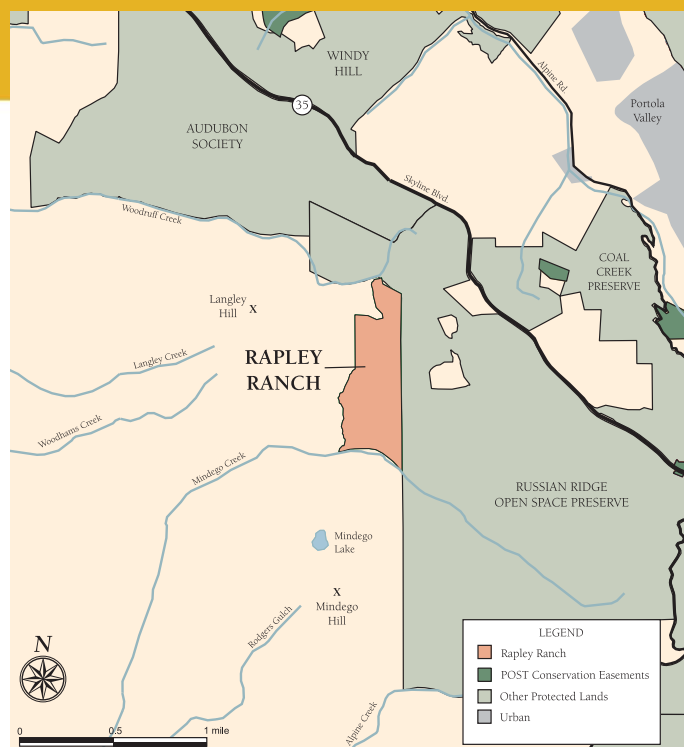 WINDY
HILL
Alpine Rd.
Portola
Valley
35
AUDUBON
SOCIETY
Skyline Blvd.
Woodruff Creek
COAL
CREEK
PRESERVE
Langley
Hill X
RAPLEY
RANCH
Langley Creek
Woodhams Creek
Mindego Creek
RUSSIAN RIDGE
OPEN SPACE PRESERVE
Mindego
Lake
X
Mindego
Hill
Rodgers Gulch
N
Alpine Creek
0 0.5 1 mile
LEGEND
Rapley Ranch
POST Conservation Easements
Other Protected Lands
Urban